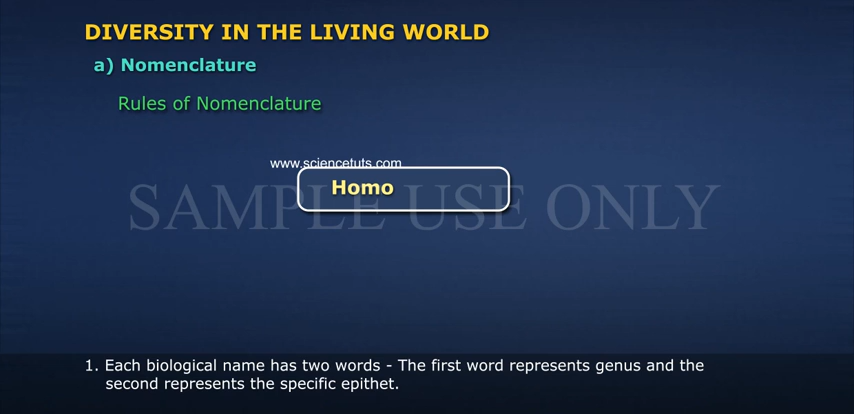 DIVERSITY IN THE LIVING WORLD
a) Nomenclature
Rules of Nomenclature
www.sciencetuts.com
Homo
SAMPLE USE ONLY
1. Each biological name has two words - The first word represents genus and the
second represents the specific epithet.